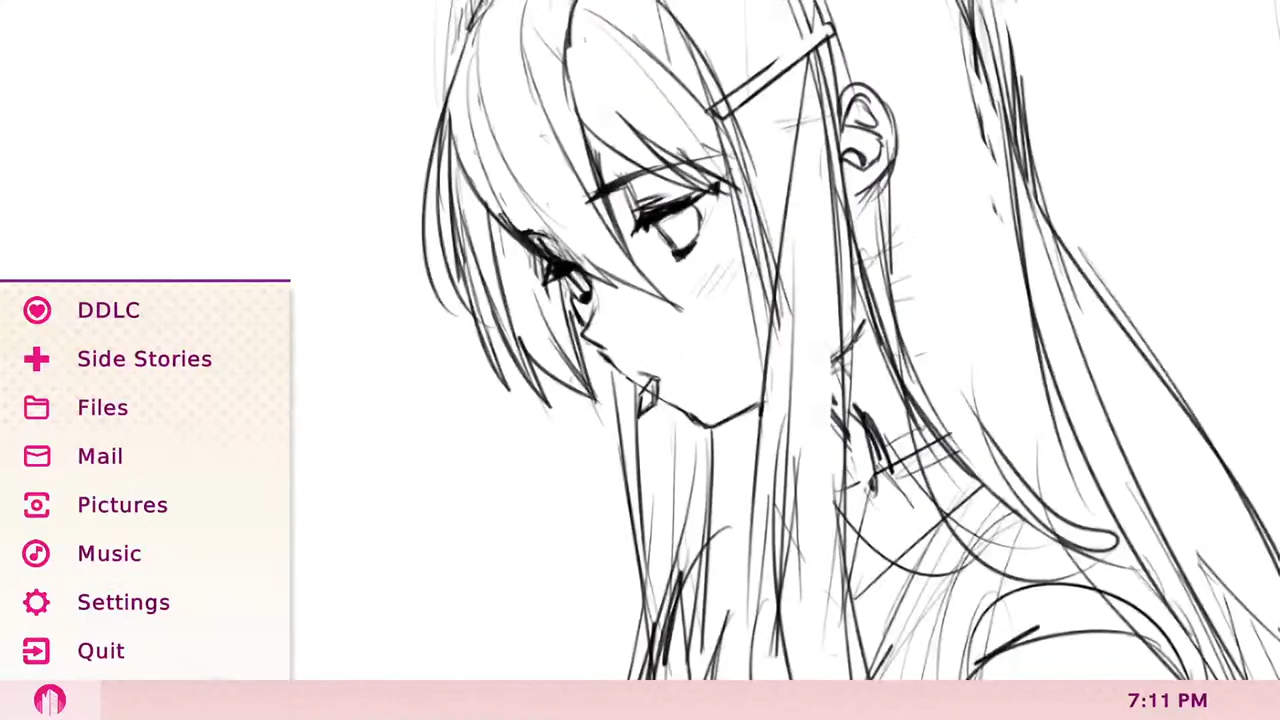 DDLC
Side Stories
Files
Mail
Pictures
Music
Settings
Quit
7:11 PM